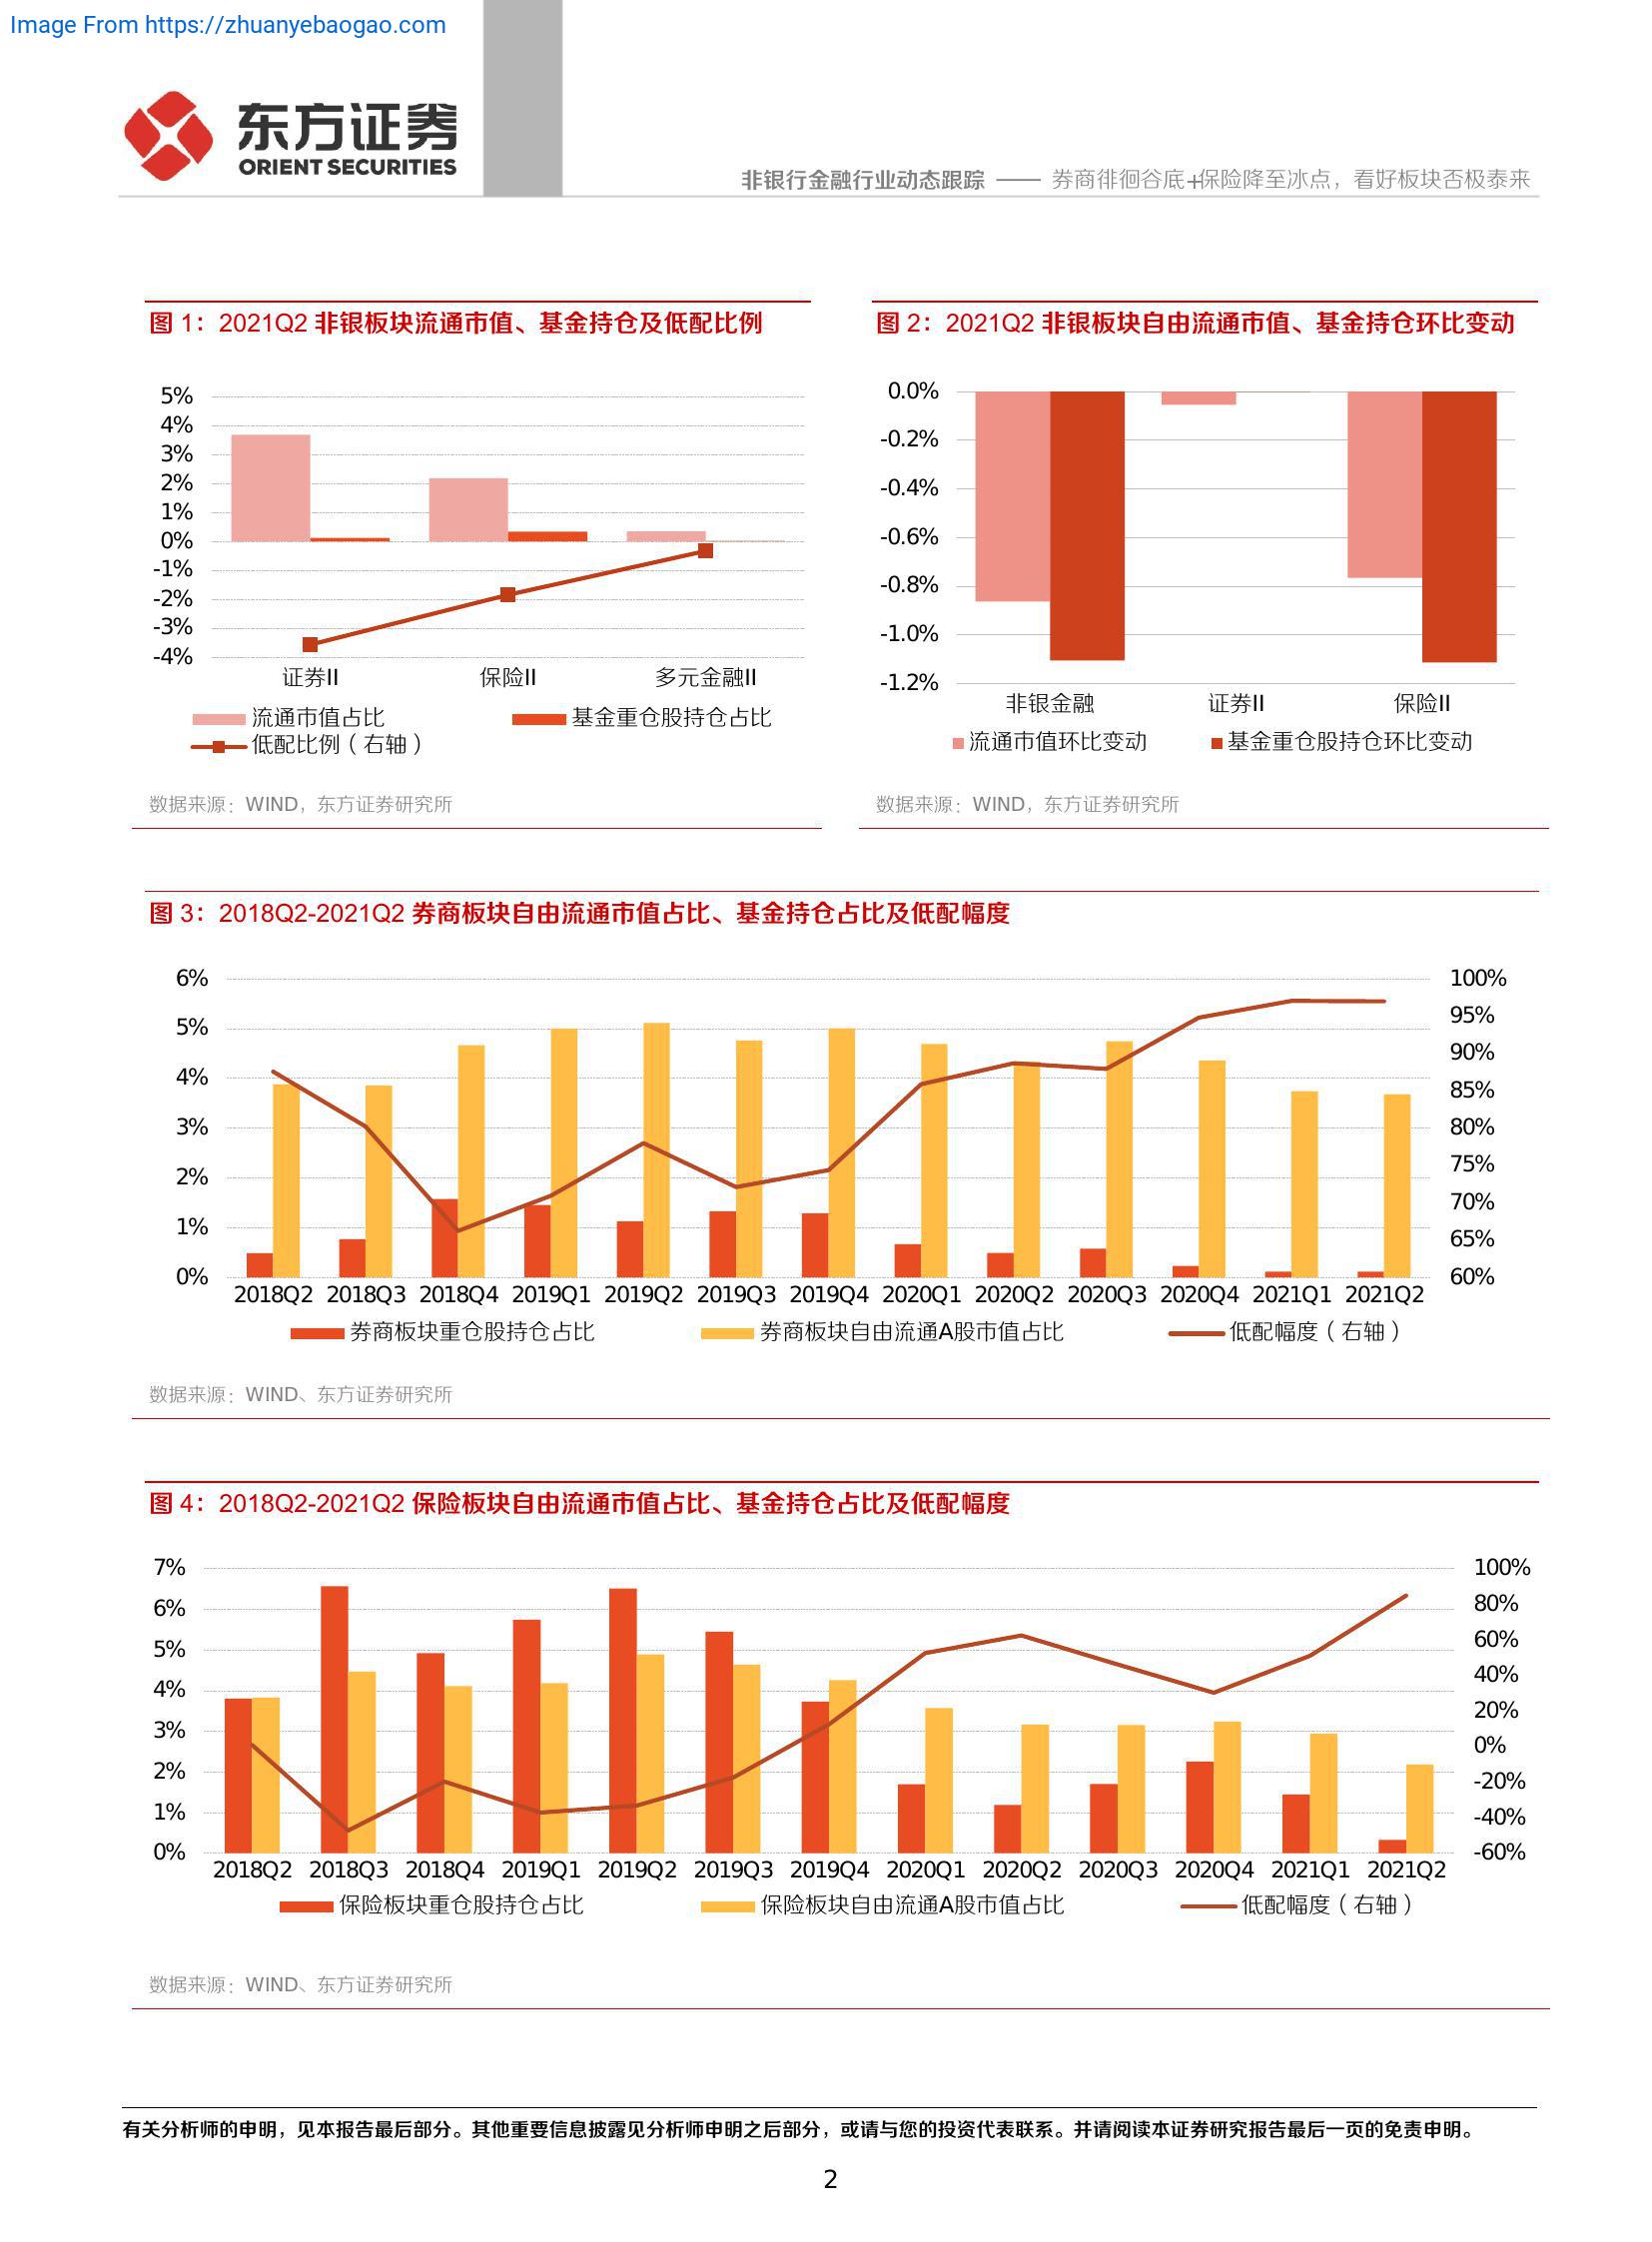 Image From https://zhuanyebaogao.com
东方证券
ORIENT SECURITIES
非银行金融行业动态跟踪 —— 券商徘徊谷底+保险降至冰点，看好板块否极泰来
图 1：2021Q2 非银板块流通市值、基金持仓及低配比例
5%
4%
3%
2%
1%
0%
-1%
-2%
-3%
-4%
证券II 保险II 多元金融II
流通市值占比 基金重仓股持仓占比
低配比例（右轴）
数据来源：WIND，东方证券研究所
图 2：2021Q2 非银板块自由流通市值、基金持仓环比变动
0.0%
-0.2%
-0.4%
-0.6%
-0.8%
-1.0%
-1.2%
非银金融 证券II 保险II
流通市值环比变动 基金重仓股持仓环比变动
数据来源：WIND，东方证券研究所
图 3：2018Q2-2021Q2 券商板块自由流通市值占比、基金持仓占比及低配幅度
6% 100%
5% 95%
4% 90%
3% 85%
2% 80%
1% 75%
0% 70%
65%
60%
2018Q2 2018Q3 2018Q4 2019Q1 2019Q2 2019Q3 2019Q4 2020Q1 2020Q2 2020Q3 2020Q4 2021Q1 2021Q2
券商板块重仓股持仓占比 券商板块自由流通A股市值占比 低配幅度（右轴）
数据来源：WIND、东方证券研究所
图 4：2018Q2-2021Q2 保险板块自由流通市值占比、基金持仓占比及低配幅度
7% 100%
6% 80%
5% 60%
4% 40%
3% 20%
2% 0%
1% -20%
0% -40%
-60%
2018Q2 2018Q3 2018Q4 2019Q1 2019Q2 2019Q3 2019Q4 2020Q1 2020Q2 2020Q3 2020Q4 2021Q1 2021Q2
保险板块重仓股持仓占比 保险板块自由流通A股市值占比 低配幅度（右轴）
数据来源：WIND、东方证券研究所
有关分析师的申明，见本报告最后部分。其他重要信息披露见分析师申明之后部分，或请与您的投资代表联系。并请阅读本证券研究报告最后一页的免责申明。
2